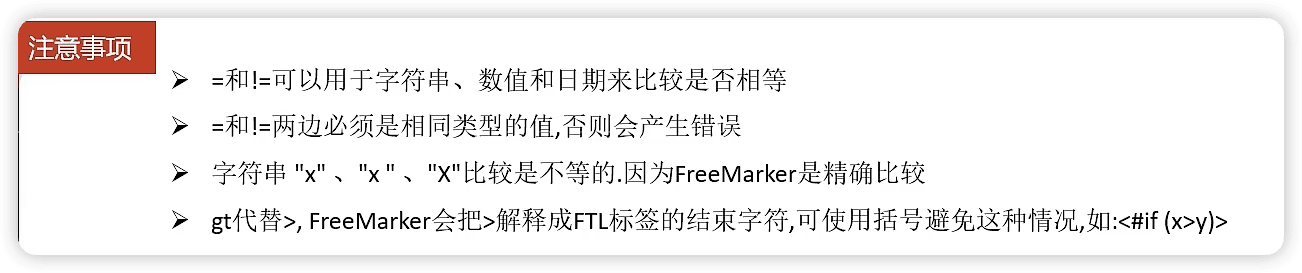 注意事项
➢ =和!=可以用于字符串、数值和日期来比较是否相等
➢ =和!=两边必须是相同类型的值,否则会产生错误
➢ 字符串 "x" 、"x " 、"X"比较是不等的.因为FreeMarker是精确比较
➢ gt代替>, FreeMarker会把>解释成FTL标签的结束字符,可使用括号避免这种情况,如:<#if (x>y)>